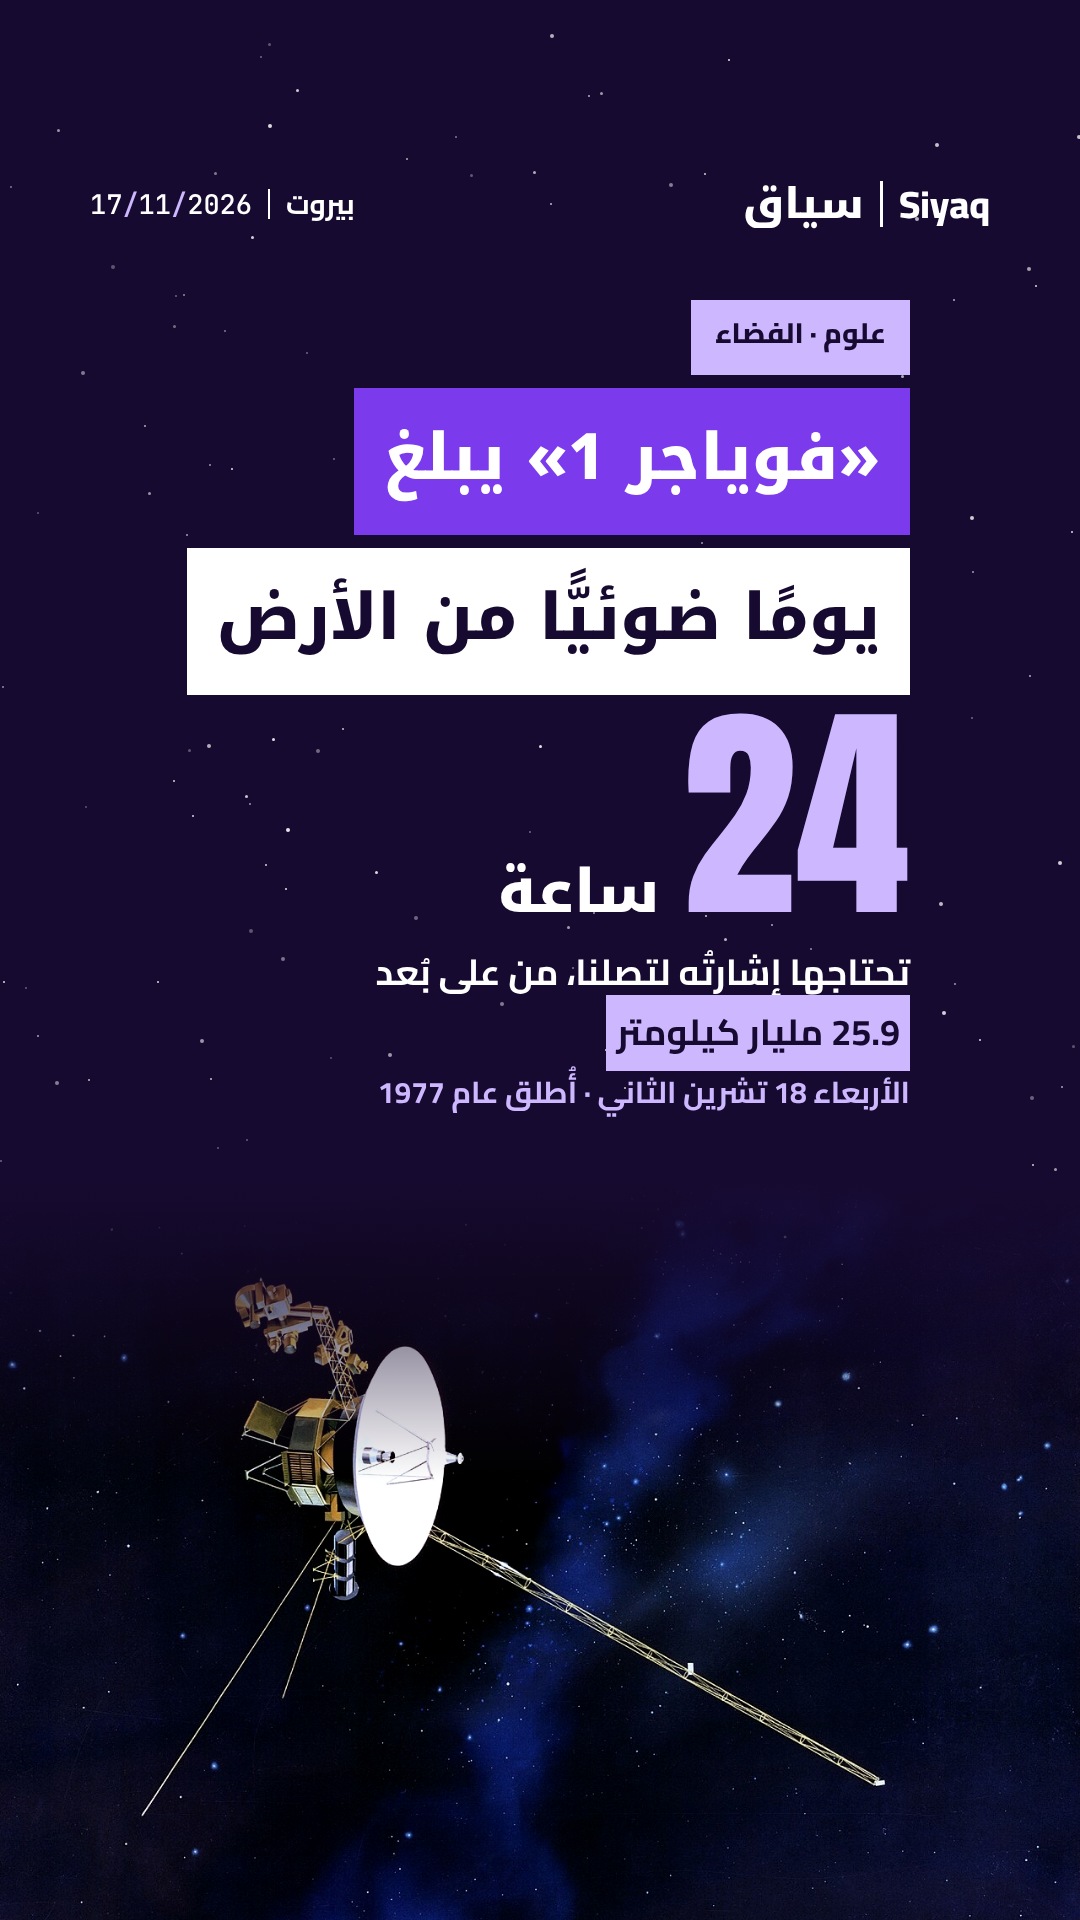 Siyaq | سياق
بيروت | 17/11/2026
علوم · الفضاء
«فوياجر 1» يبلغ
يومًا ضوئيًّا من الأرض
24 ساعة
تحتاجها إشارتُه لتصلنا، من على بُعد
25.9 مليار كيلومتر
الأربعاء 18 تشرين الثاني · أُطلق عام 1977